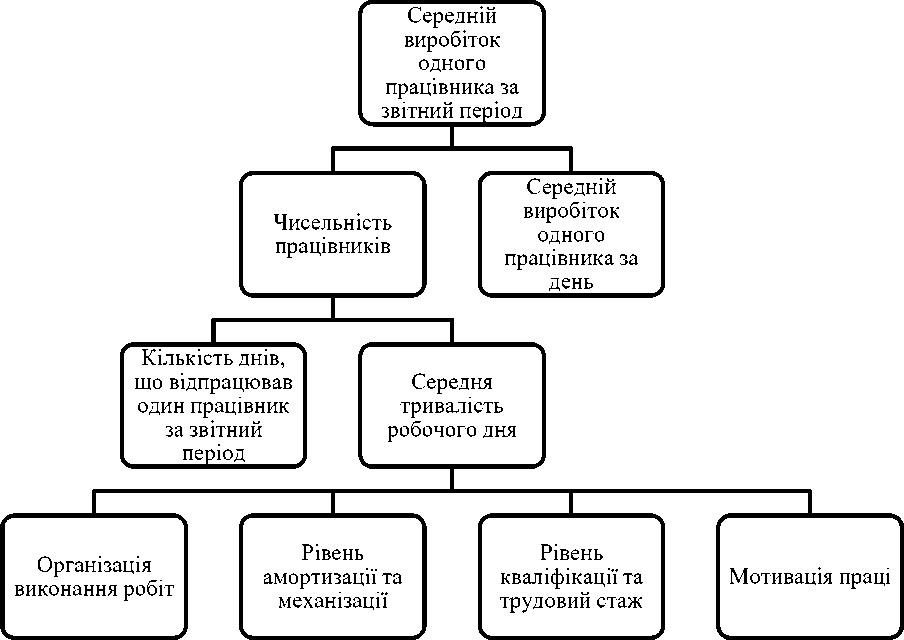 Середній
виробіток
одного
працівника за
звітний період
Чисельність
працівників
Середній
виробіток
одного
працівника за
день
Кількість днів,
що відпрацював
один працівник
за звітний
період
Середня
тривалість
робочого дня
Організація
виконання робіт
Рівень
амортизації та
механізації
Рівень
кваліфікації та
трудовий стаж
Мотивація праці